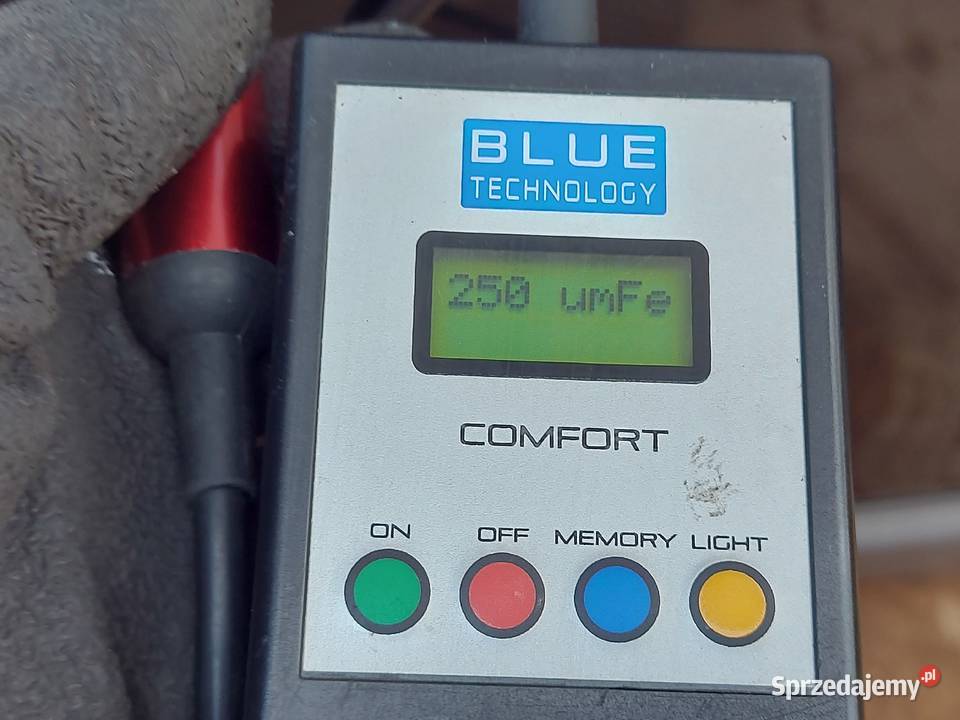 BLUE
TECHNOLOGY
250 umFe
COMFORT
ON OFF MEMORY LIGHT
Sprzedajemy.pl